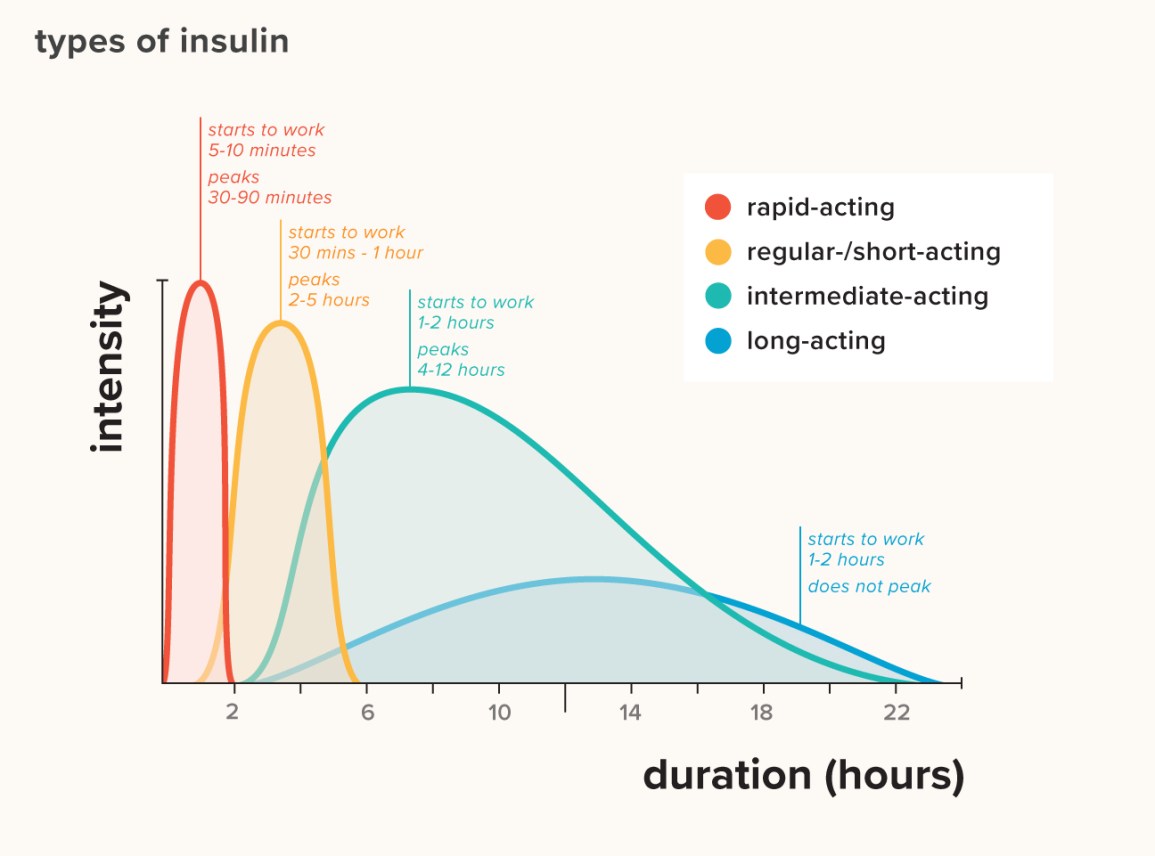 types of insulin
starts to work
5-10 minutes
peaks
30-90 minutes
starts to work
30 mins - 1 hour
peaks
2-5 hours
starts to work
1-2 hours
peaks
4-12 hours
rapid-acting
regular-/short-acting
intermediate-acting
long-acting
intensity
starts to work
1-2 hours
does not peak
2 6 10 14 18 22
duration (hours)